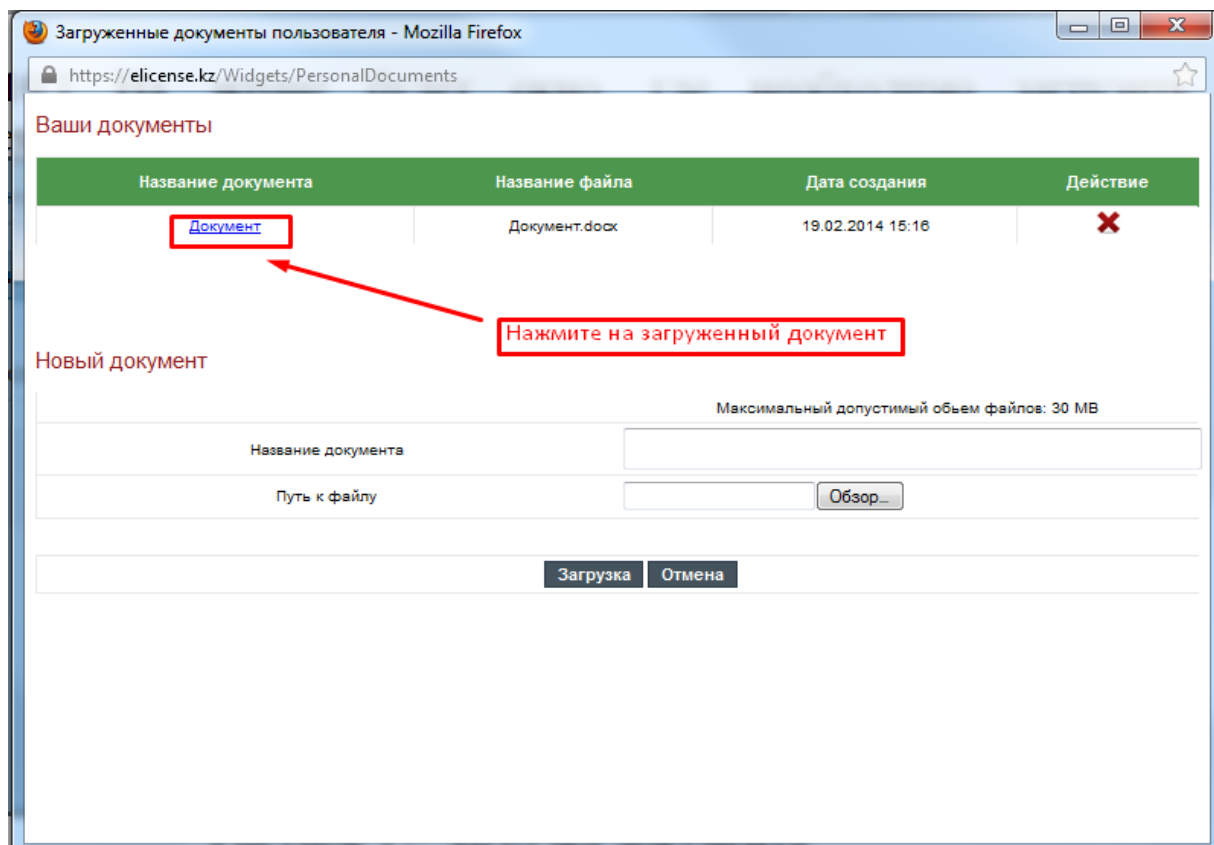 Загруженные документы пользователя - Mozilla Firefox
https://elicense.kz/Widgets/PersonalDocuments
Ваши документы
Название документа Название файла Дата создания Действие
Документ Документ.docx 19.02.2014 15:16
Нажмите на загруженный документ
Новый документ
Максимальный допустимый обьем файлов: 30 MB
Название документа
Путь к файлу Обзор...
Загрузка Отмена